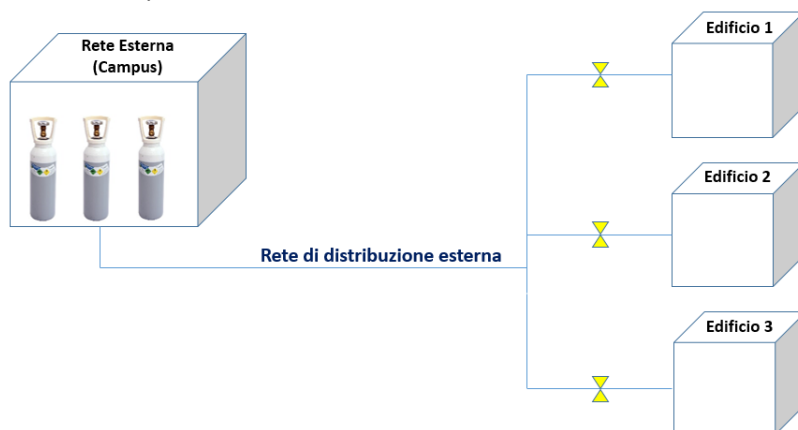 Rete Esterna
(Campus)
Edificio 1
Edificio 2
Rete di distribuzione esterna
Edificio 3